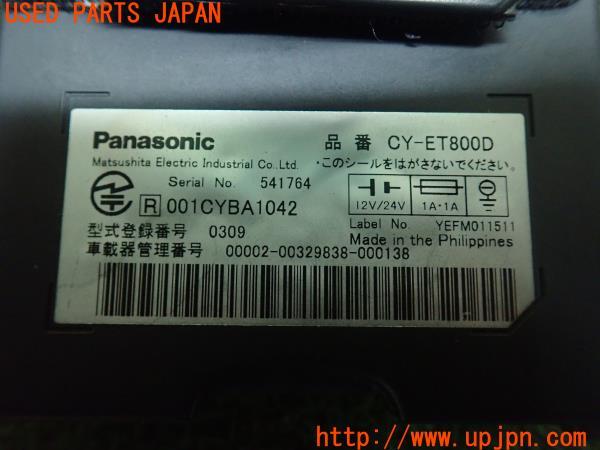 USED PARTS JAPAN
Panasonic
品番 CY-ET800D
Matsushita Electric Industrial Co.,Ltd.
・このシールをはがさないでください。
Serial No. 541764
R 001CYBA1042
12V/24V
1A・1A
型式登録番号 0309
Label No. YEFM011511
車載器管理番号 00002-00329838-000138
Made in the Philippines
(株)UPJ
http://www.upjpn.com